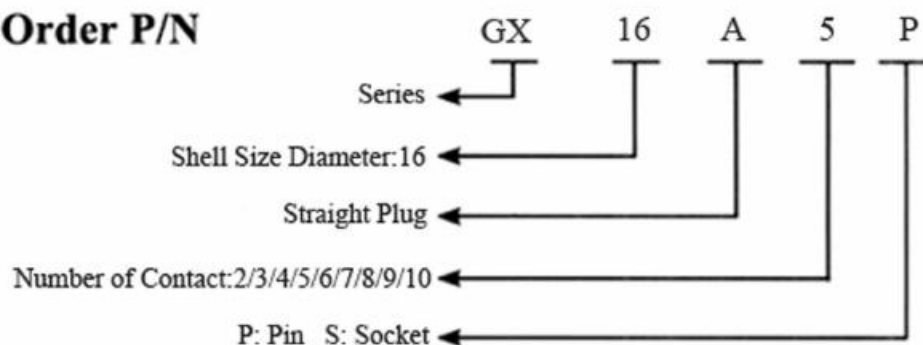 Order P/N GX 16 A 5 P
Series
Shell Size Diameter:16
Straight Plug
Number of Contact:2/3/4/5/6/7/8/9/10
P: Pin S: Socket